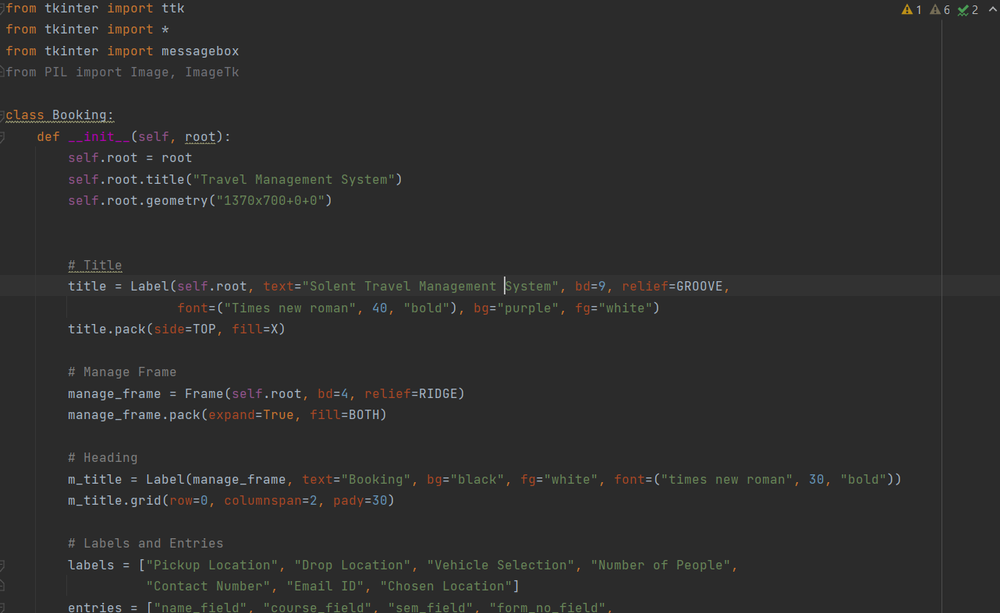 from tkinter import ttk
from tkinter import *
from tkinter import messagebox
from PIL import Image, ImageTk
class Booking:
    def __init__(self, root):
        self.root = root
        self.root.title("Travel Management System")
        self.root.geometry("1370x700+0+0")
        # Title
        title = Label(self.root, text="Solent Travel Management System", bd=9, relief=GROOVE,
                      font=("Times new roman", 40, "bold"), bg="purple", fg="white")
        title.pack(side=TOP, fill=X)
        # Manage Frame
        manage_frame = Frame(self.root, bd=4, relief=RIDGE)
        manage_frame.pack(expand=True, fill=BOTH)
        # Heading
        m_title = Label(manage_frame, text="Booking", bg="black", fg="white", font=("times new roman", 30, "bold"))
        m_title.grid(row=0, columnspan=2, pady=30)
        # Labels and Entries
        labels = ["Pickup Location", "Drop Location", "Vehicle Selection", "Number of People",
                  "Contact Number", "Email ID", "Chosen Location"]
        entries = ["name_field", "course_field", "sem_field", "form_no_field",
1 6 2